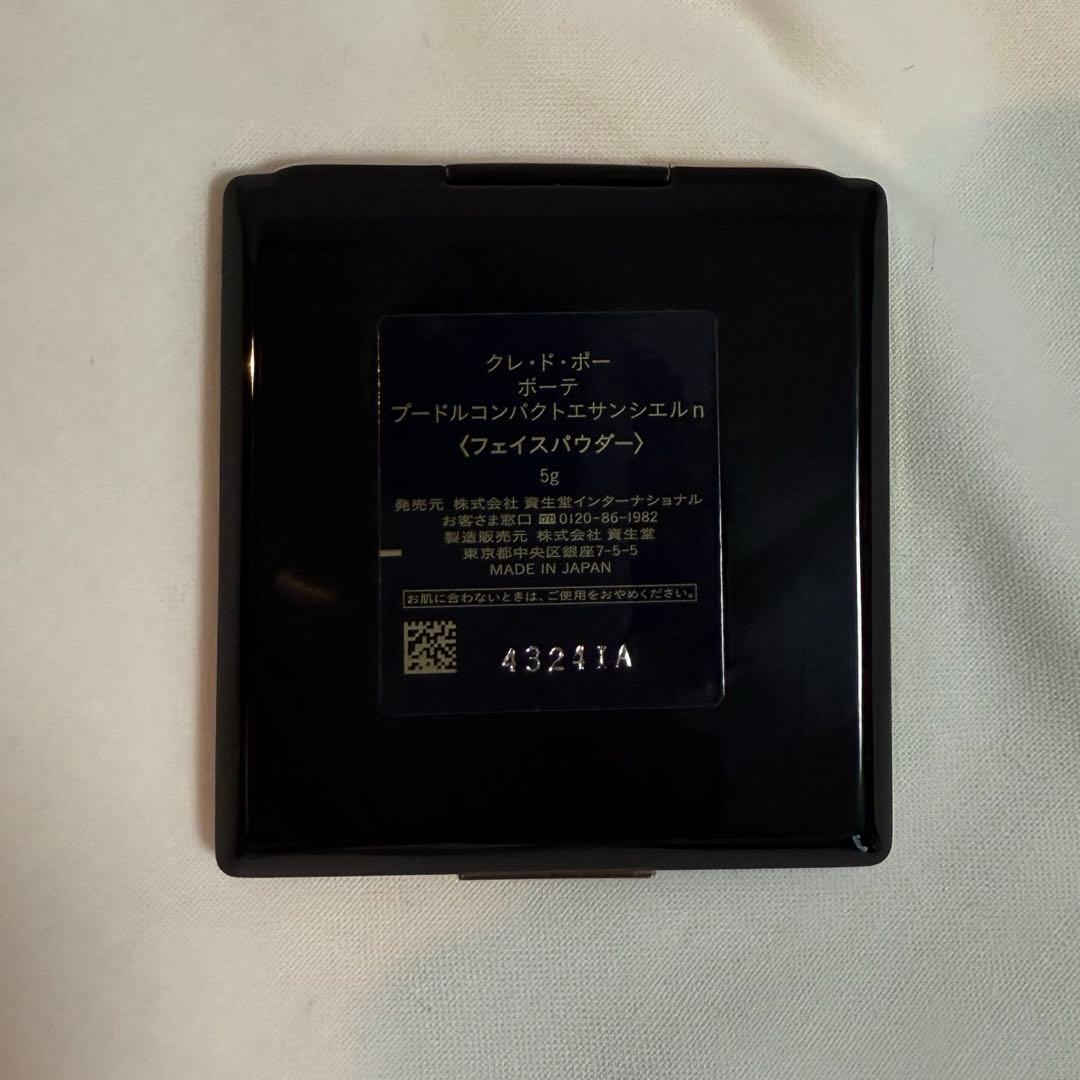 クレ・ド・ポー
ボーテ
プードルコンパクトエサンシエルn
〈フェイスパウダー〉
5g
発売元 株式会社 資生堂インターナショナル
お客さま窓口 0120-86-1982
製造販売元 株式会社 資生堂
東京都中央区銀座7-5-5
MADE IN JAPAN
お肌に合わないときは、ご使用をおやめください。
4324IA